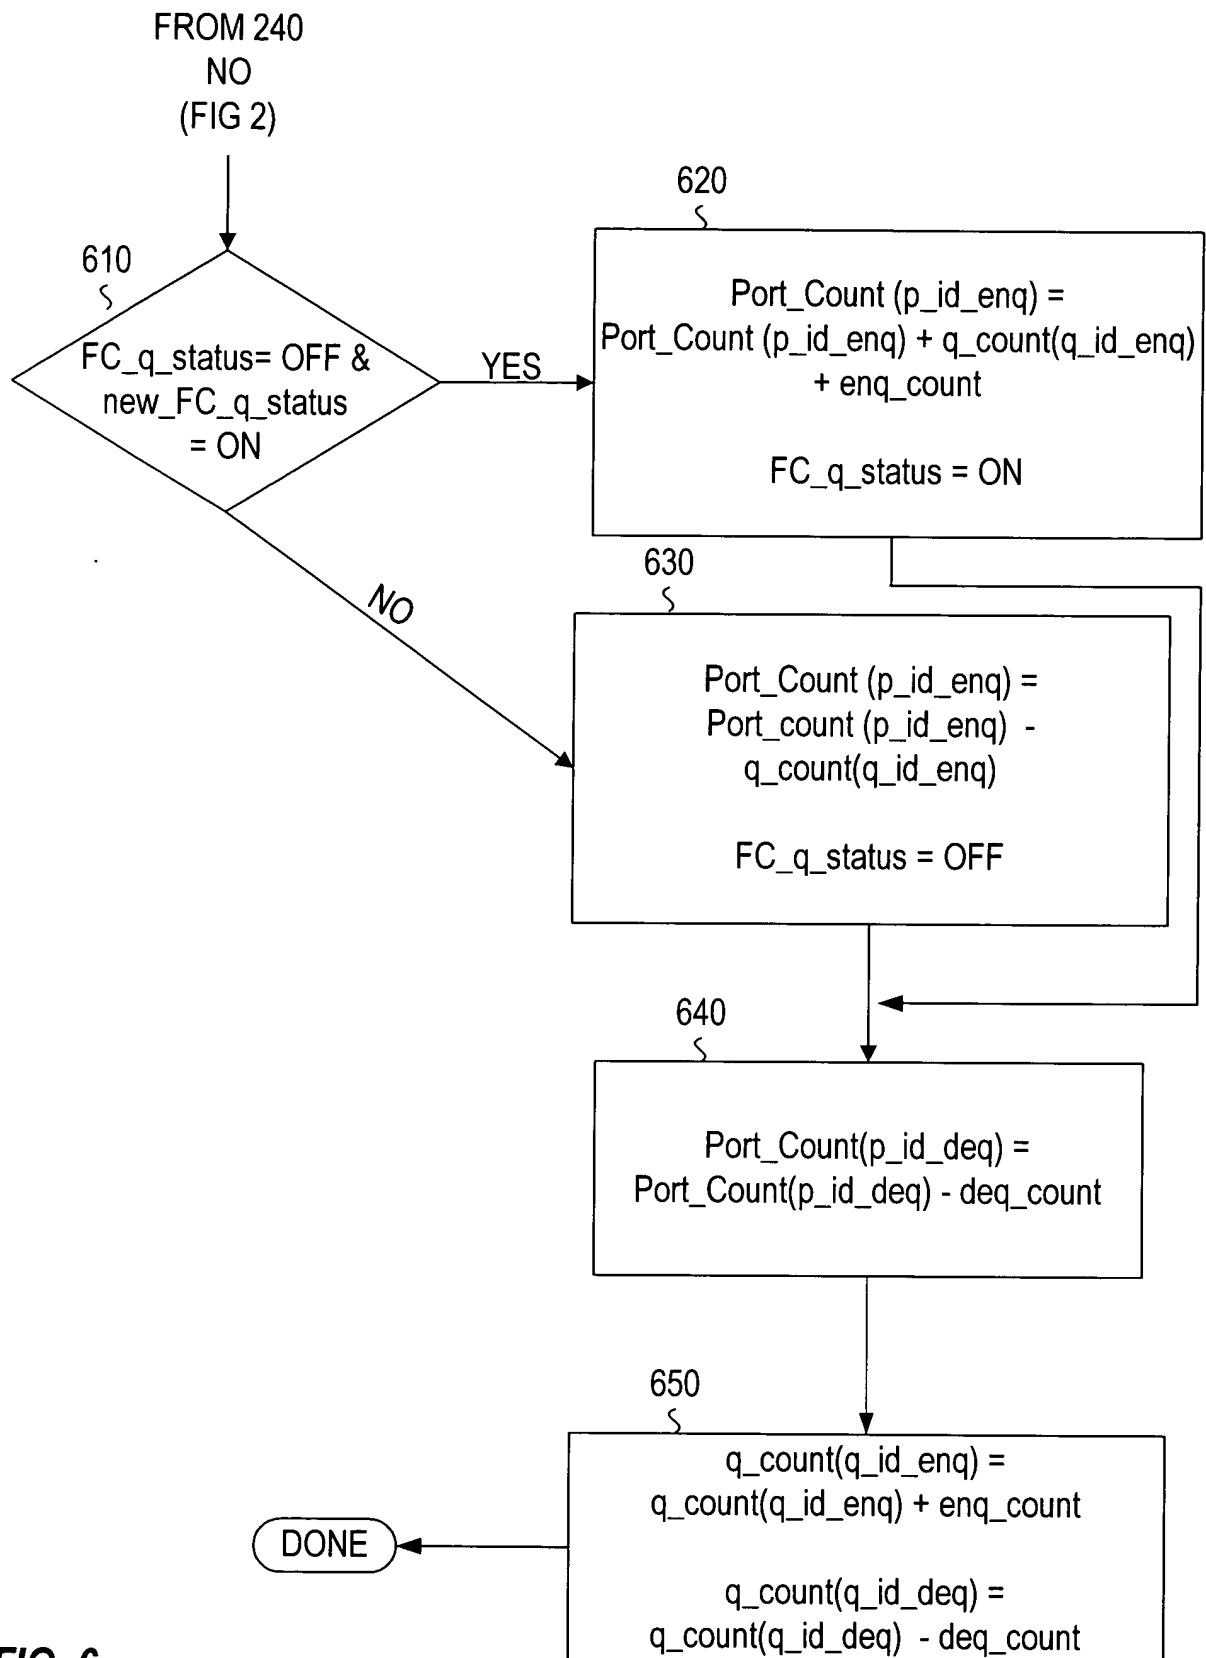 FROM 240
NO
(FIG 2)
610
FC_q_status= OFF &
new_FC_q_status
= ON
YES
NO
620
Port_Count (p_id_enq) =
Port_Count (p_id_enq) + q_count(q_id_enq)
+ enq_count
FC_q_status = ON
630
Port_Count (p_id_enq) =
Port_count (p_id_enq) -
q_count(q_id_enq)
FC_q_status = OFF
640
Port_Count(p_id_deq) =
Port_Count(p_id_deq) - deq_count
650
q_count(q_id_enq) =
q_count(q_id_enq) + enq_count
q_count(q_id_deq) =
q_count(q_id_deq) - deq_count
DONE